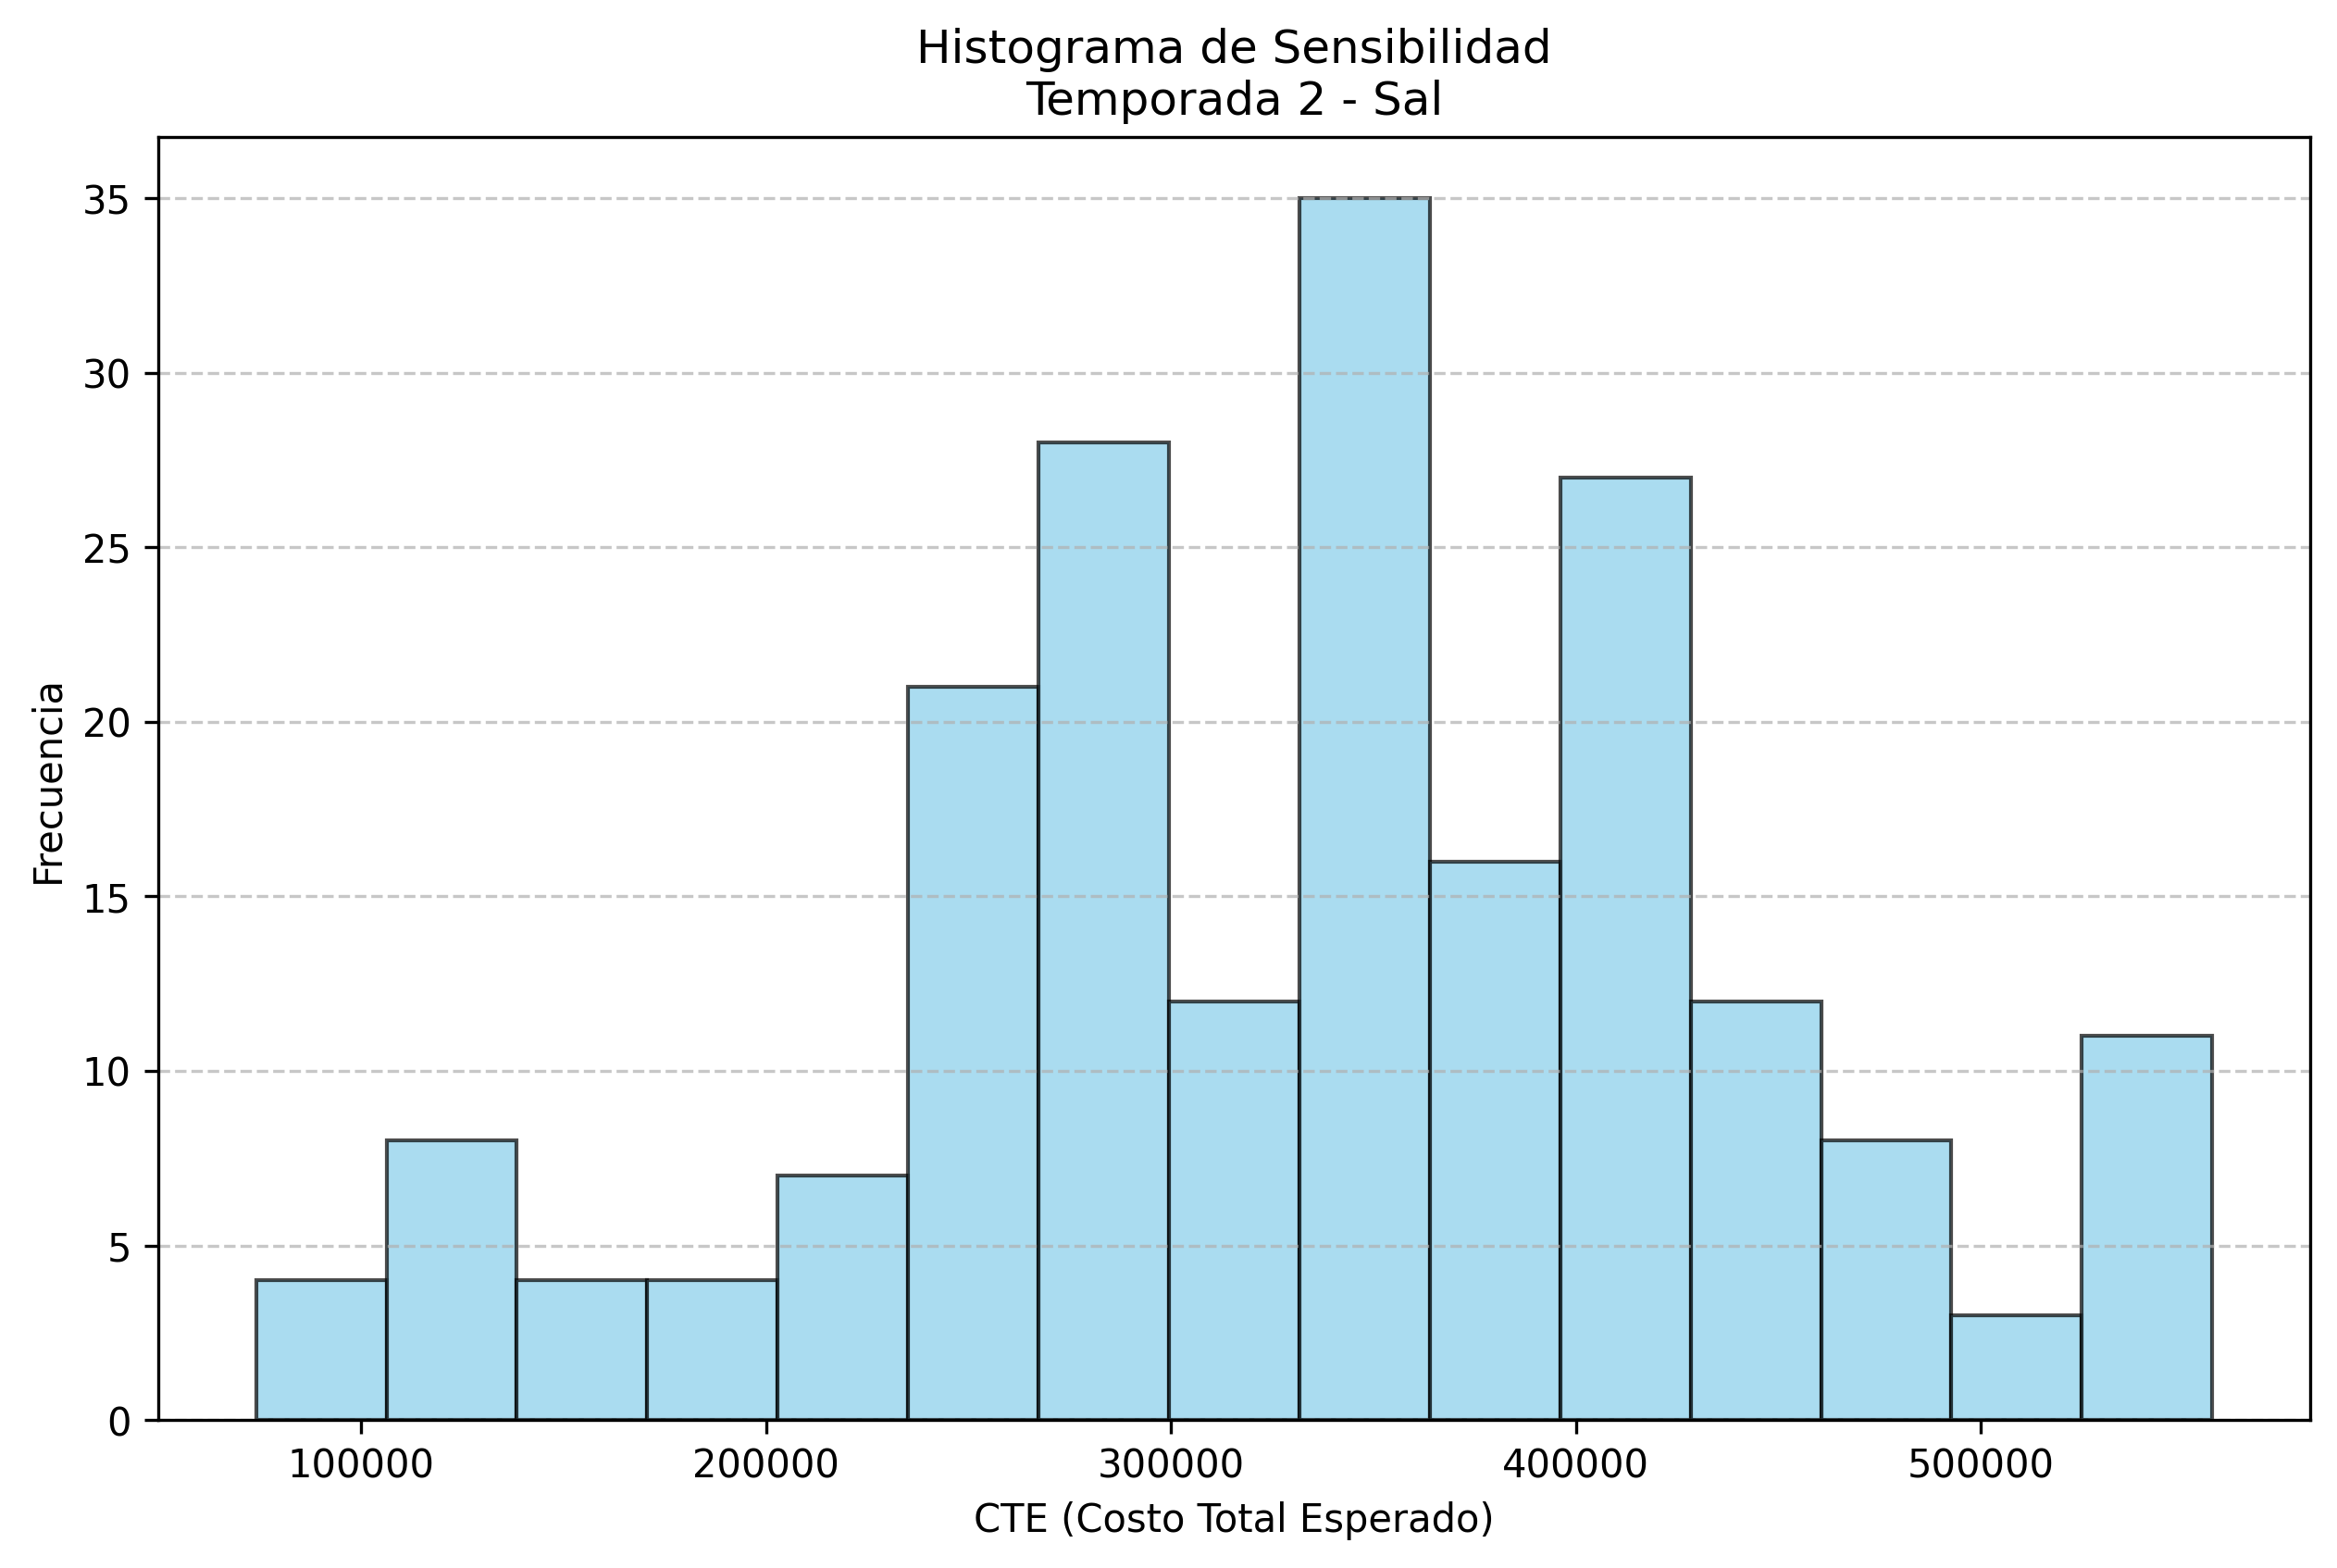 Histograma de Sensibilidad
Temporada 2 - Sal
35
30
25
20
15
10
5
0
Frecuencia
100000 200000 300000 400000 500000
CTE (Costo Total Esperado)